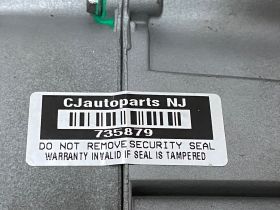 CJautoparts NJ
735879
DO NOT REMOVE SECURITY SEAL
WARRANTY INVALID IF SEAL IS TAMPERED